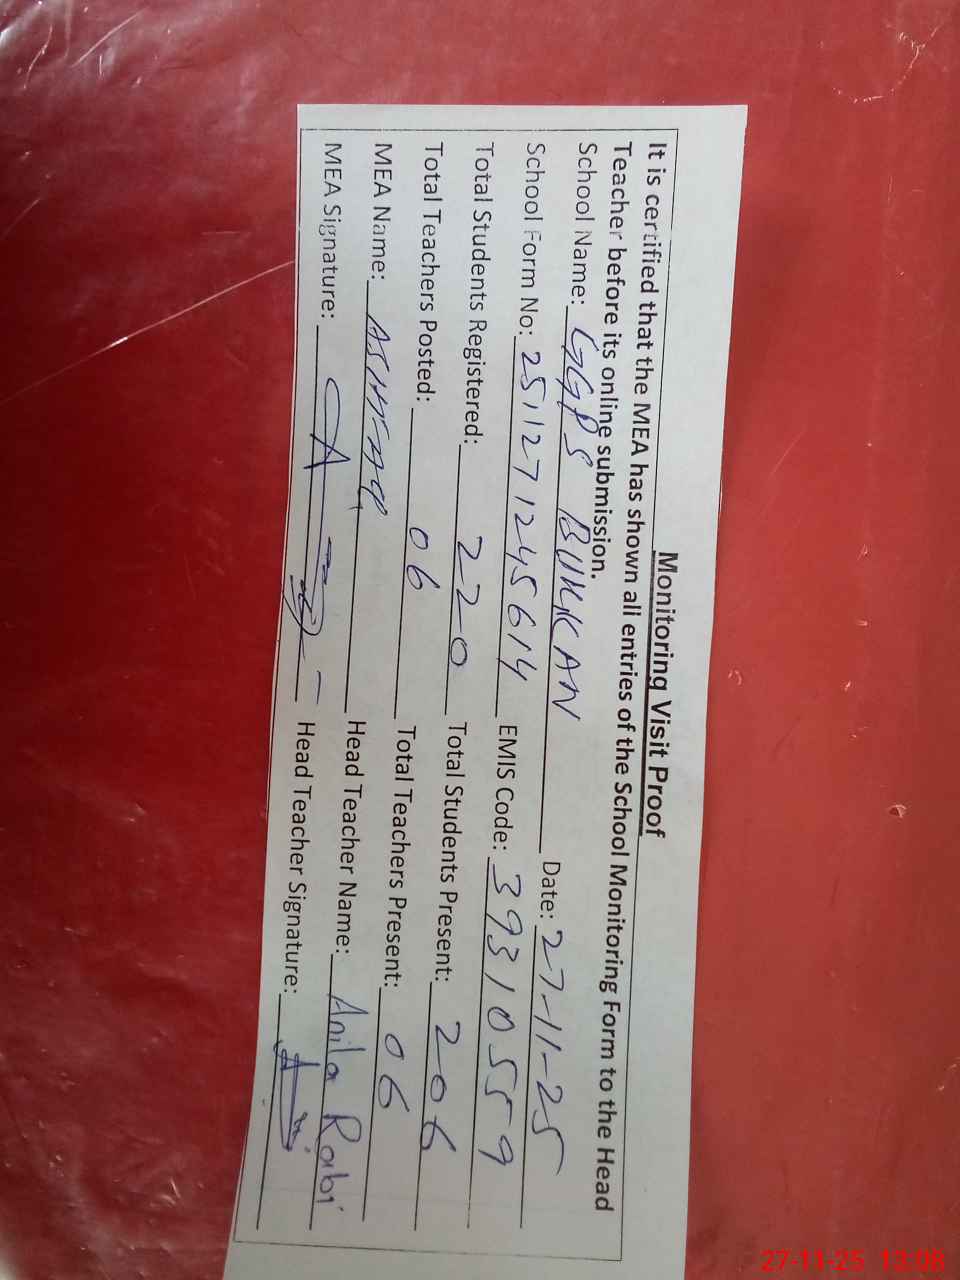 Monitoring Visit Proof
It is certified that the MEA has shown all entries of the School Monitoring Form to the Head
Teacher before its online submission.
School Name: GGPS BUKKAN Date: 27-11-25
School Form No: 2511271245614 EMIS Code: 39310559
Total Students Registered: 220 Total Students Present: 206
Total Teachers Posted: 06 Total Teachers Present: 06
MEA Name: Head Teacher Name: Anila Rabi
MEA Signature: Head Teacher Signature:
27-11-25 13:08